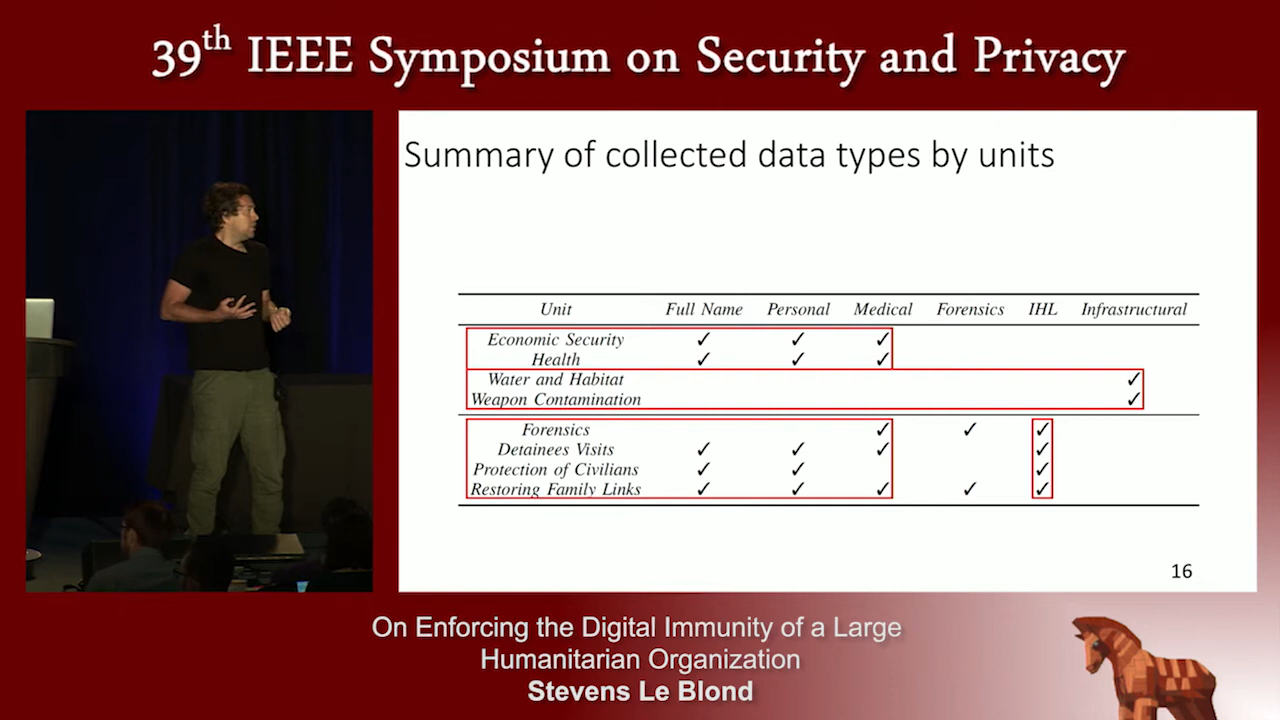 39th IEEE Symposium on Security and Privacy
Summary of collected data types by units
Unit Full Name Personal Medical Forensics IHL Infrastructural
Economic Security ✓ ✓ ✓
Health ✓ ✓ ✓
Water and Habitat ✓
Weapon Contamination ✓
Forensics ✓ ✓ ✓
Detainees Visits ✓ ✓ ✓ ✓
Protection of Civilians ✓ ✓ ✓
Restoring Family Links ✓ ✓ ✓ ✓ ✓
16
On Enforcing the Digital Immunity of a Large
Humanitarian Organization
Stevens Le Blond